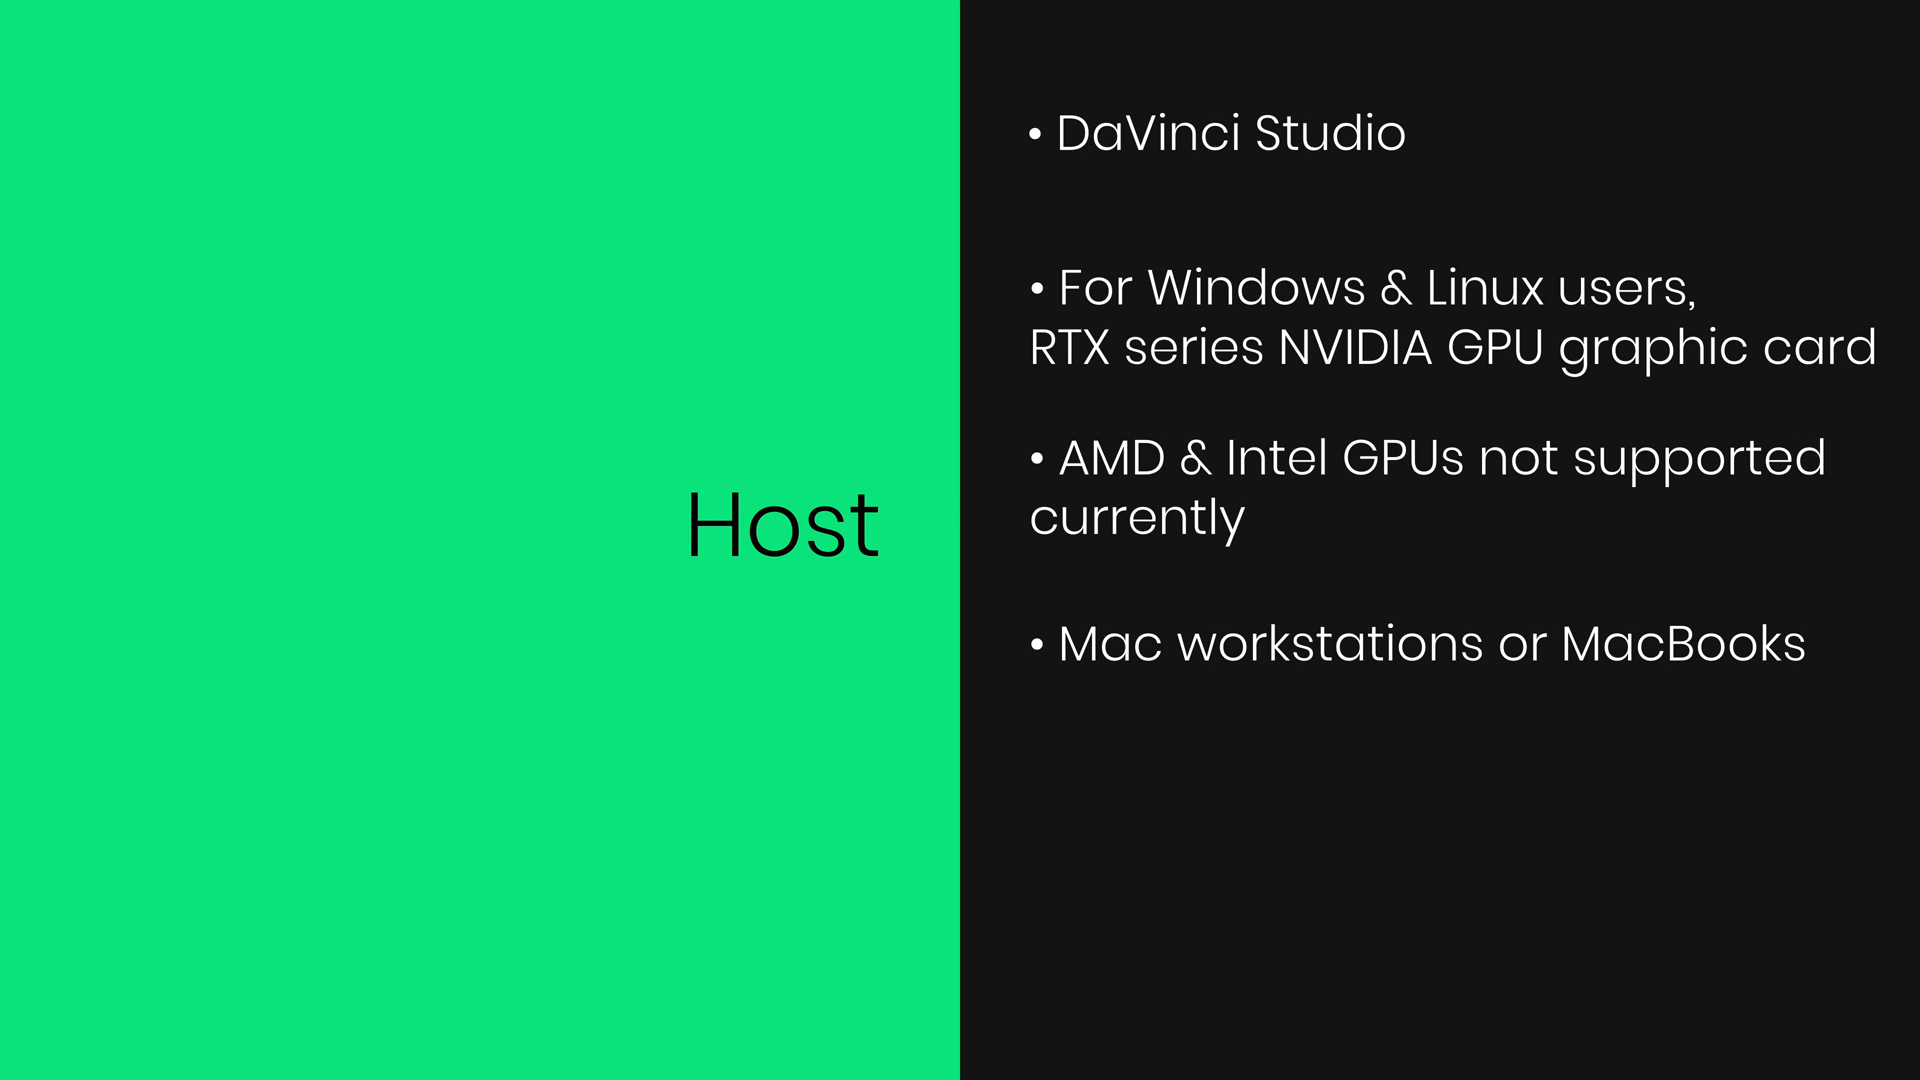 Host
• DaVinci Studio
• For Windows & Linux users,
RTX series NVIDIA GPU graphic card
• AMD & Intel GPUs not supported
currently
• Mac workstations or MacBooks